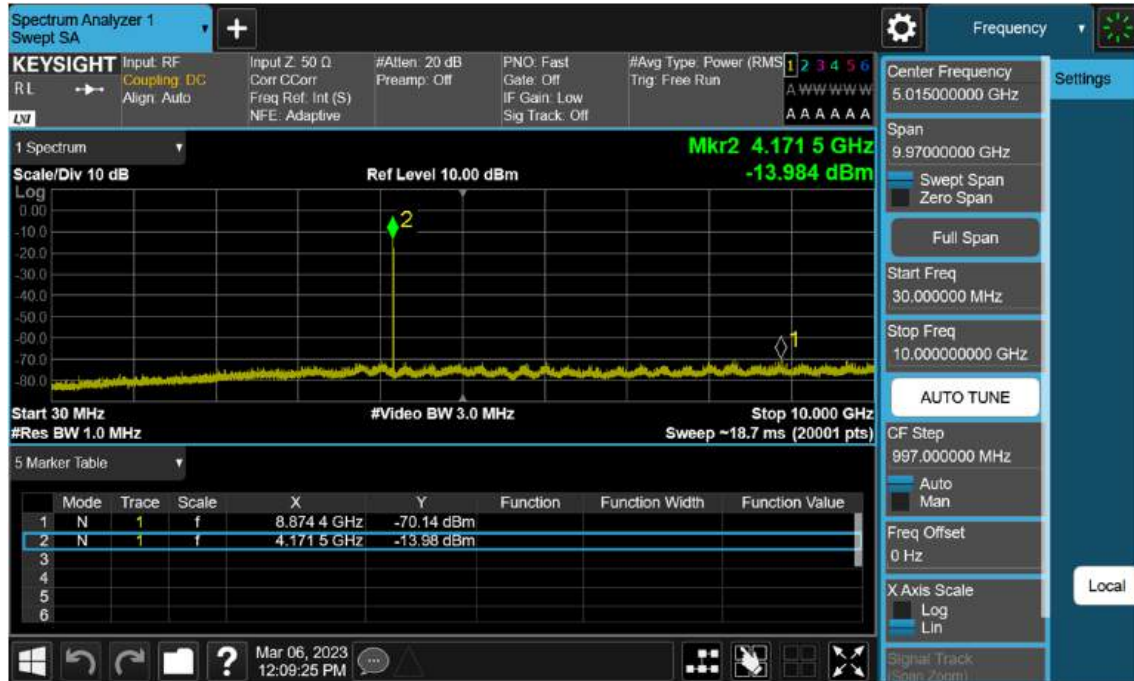 Spectrum Analyzer 1
Swept SA
Frequency
KEYSIGHT
RL
LXI
Input: RF
Coupling: DC
Align: Auto
Input Z: 50 Ω
Corr CCorr
Freq Ref: Int (S)
NFE: Adaptive
#Atten: 20 dB
Preamp: Off
PNO: Fast
Gate: Off
IF Gain: Low
Sig Track: Off
#Avg Type: Power (RMS
Trig: Free Run
1 2 3 4 5 6
A W W W W W
A A A A A A
Center Frequency
5.015000000 GHz
Settings
1 Spectrum
Mkr2 4.171 5 GHz
Scale/Div 10 dB
Ref Level 10.00 dBm
-13.984 dBm
Log
0.00
-10.0
-20.0
-30.0
-40.0
-50.0
-60.0
-70.0
-80.0
2
1
Start 30 MHz
#Video BW 3.0 MHz
Stop 10.000 GHz
#Res BW 1.0 MHz
Sweep ~18.7 ms (20001 pts)
Span
9.97000000 GHz
Swept Span
Zero Span
Full Span
Start Freq
30.000000 MHz
Stop Freq
10.000000000 GHz
AUTO TUNE
CF Step
997.000000 MHz
Auto
Man
Freq Offset
0 Hz
X Axis Scale
Log
Lin
Signal Track
(Span Zoom)
Local
5 Marker Table
Mode Trace Scale X Y Function Function Width Function Value
1 N 1 f 8.874 4 GHz -70.14 dBm
2 N 1 f 4.171 5 GHz -13.98 dBm
3
4
5
6
?
Mar 06, 2023
12:09:25 PM